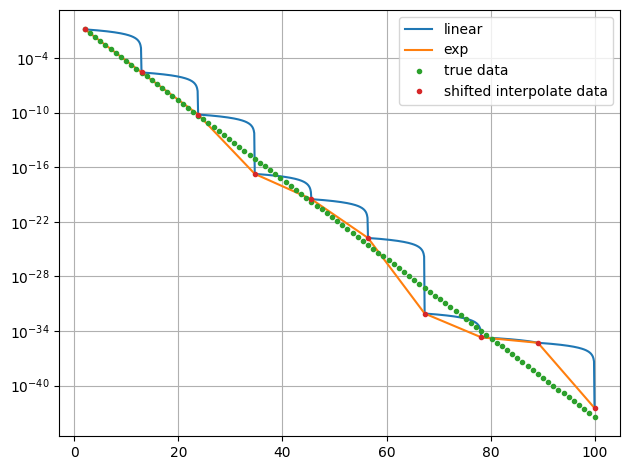 linear
exp
true data
shifted interpolate data
10⁻⁴
10⁻¹⁰
10⁻¹⁶
10⁻²²
10⁻²⁸
10⁻³⁴
10⁻⁴⁰
0 20 40 60 80 100